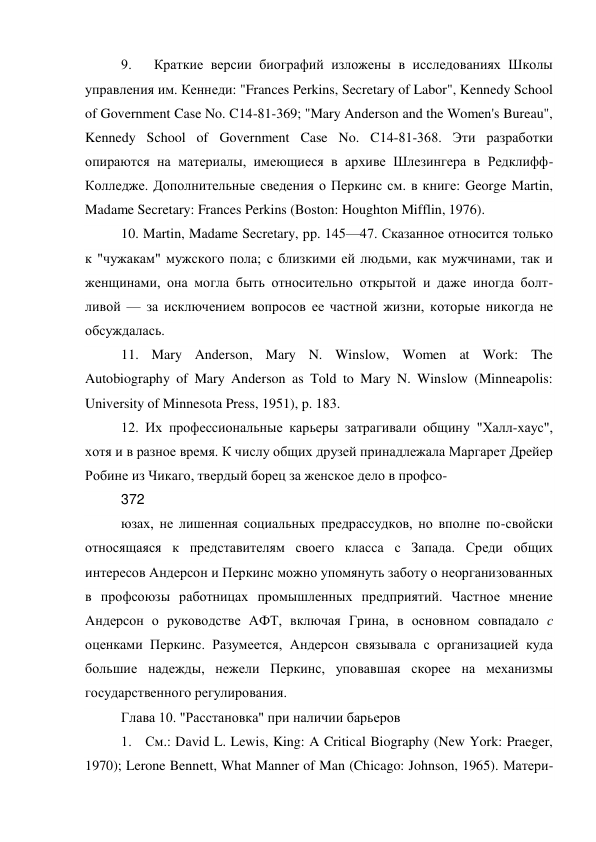 9. Краткие версии биографий изложены в исследованиях Школы
управления им. Кеннеди: "Frances Perkins, Secretary of Labor", Kennedy School
of Government Case No. C14-81-369; "Mary Anderson and the Women's Bureau",
Kennedy School of Government Case No. C14-81-368. Эти разработки
опираются на материалы, имеющиеся в архиве Шлезингера в Редклифф-
Колледже. Дополнительные сведения о Перкинс см. в книге: George Martin,
Madame Secretary: Frances Perkins (Boston: Houghton Mifflin, 1976).
10. Martin, Madame Secretary, pp. 145—47. Сказанное относится только
к "чужакам" мужского пола; с близкими ей людьми, как мужчинами, так и
женщинами, она могла быть относительно открытой и даже иногда болт-
ливой — за исключением вопросов ее частной жизни, которые никогда не
обсуждалась.
11. Mary Anderson, Mary N. Winslow, Women at Work: The
Autobiography of Mary Anderson as Told to Mary N. Winslow (Minneapolis:
University of Minnesota Press, 1951), p. 183.
12. Их профессиональные карьеры затрагивали общину "Халл-хаус",
хотя и в разное время. К числу общих друзей принадлежала Маргарет Дрейер
Робине из Чикаго, твердый борец за женское дело в профсо-
372
юзах, не лишенная социальных предрассудков, но вполне по-свойски
относящаяся к представителям своего класса с Запада. Среди общих
интересов Андерсон и Перкинс можно упомянуть заботу о неорганизованных
в профсоюзы работницах промышленных предприятий. Частное мнение
Андерсон о руководстве АФТ, включая Грина, в основном совпадало с
оценками Перкинс. Разумеется, Андерсон связывала с организацией куда
большие надежды, нежели Перкинс, уповавшая скорее на механизмы
государственного регулирования.
Глава 10. "Расстановка" при наличии барьеров
1. См.: David L. Lewis, King: A Critical Biography (New York: Praeger,
1970); Lerone Bennett, What Manner of Man (Chicago: Johnson, 1965). Матери-